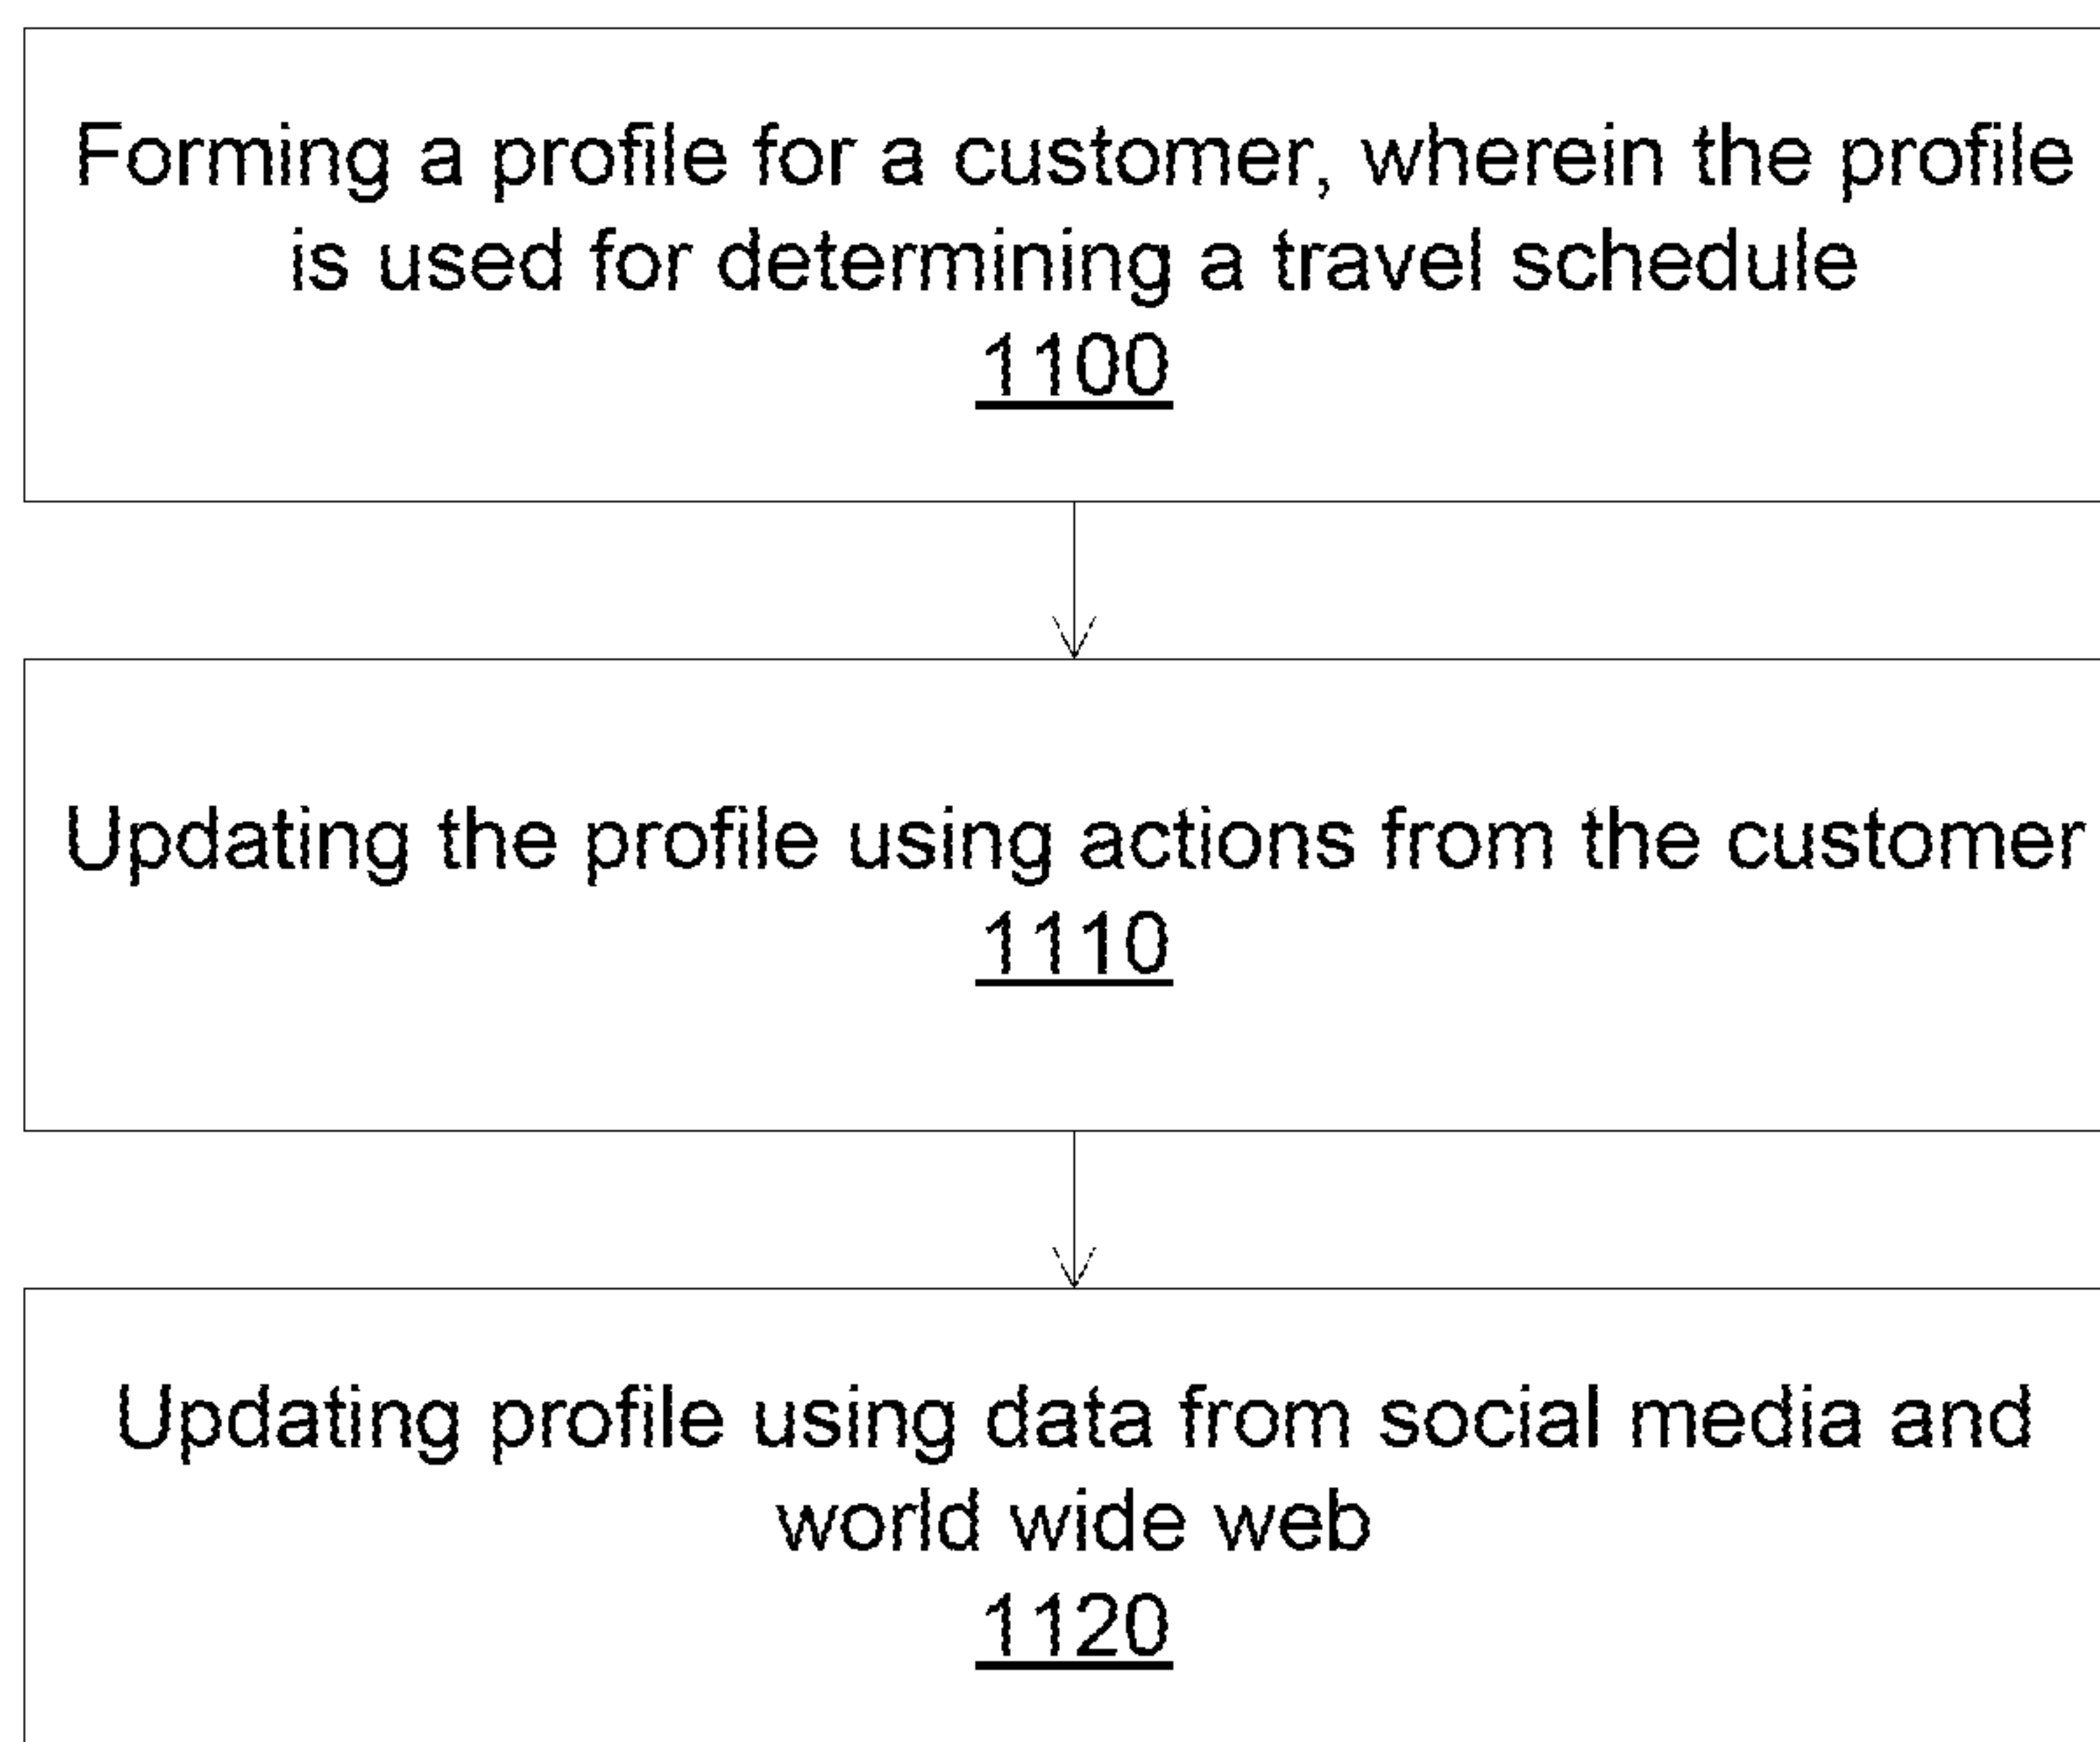 Forming a profile for a customer, wherein the profile
is used for determining a travel schedule
1100
Updating the profile using actions from the customer
1110
Updating profile using data from social media and
world wide web
1120